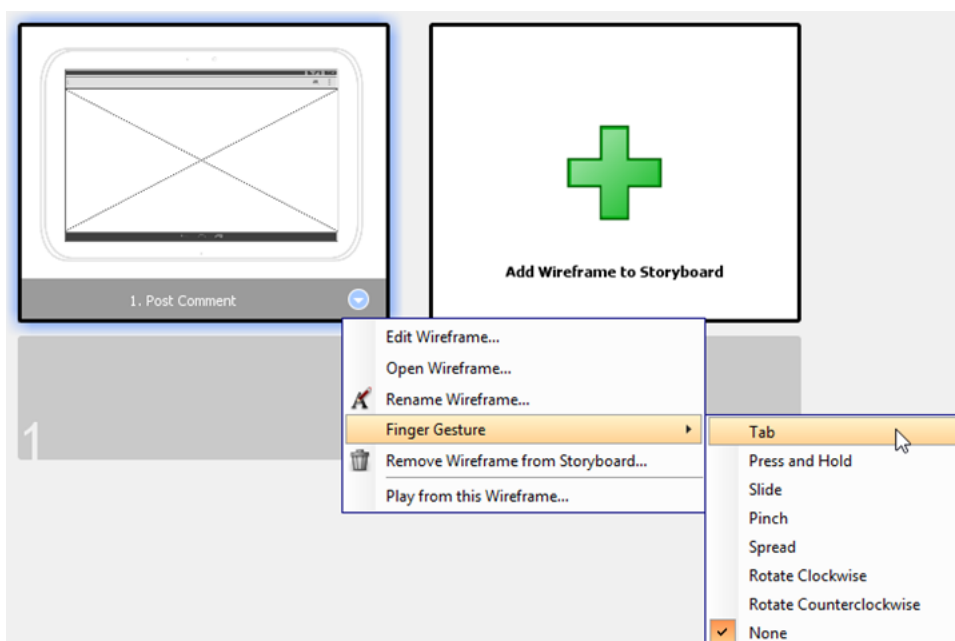 1. Post Comment
Add Wireframe to Storyboard
1
Edit Wireframe...
Open Wireframe...
Rename Wireframe...
Finger Gesture
Remove Wireframe from Storyboard...
Play from this Wireframe...
Tab
Press and Hold
Slide
Pinch
Spread
Rotate Clockwise
Rotate Counterclockwise
None